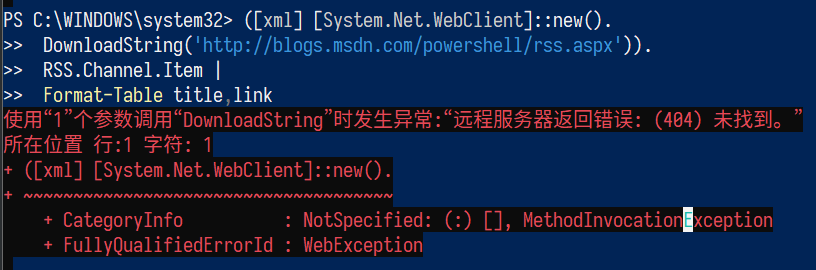 PS C:\WINDOWS\system32> ([xml] [System.Net.WebClient]::new().
>>  DownloadString('http://blogs.msdn.com/powershell/rss.aspx')).
>>  RSS.Channel.Item |
>>  Format-Table title,link
使用“1”个参数调用“DownloadString”时发生异常:“远程服务器返回错误: (404) 未找到。”
所在位置 行:1 字符: 1
+ ([xml] [System.Net.WebClient]::new().
+ ~~~~~~~~~~~~~~~~~~~~~~~~~~~~~~~~~~~~~
    + CategoryInfo          : NotSpecified: (:) [], MethodInvocationException
    + FullyQualifiedErrorId : WebException